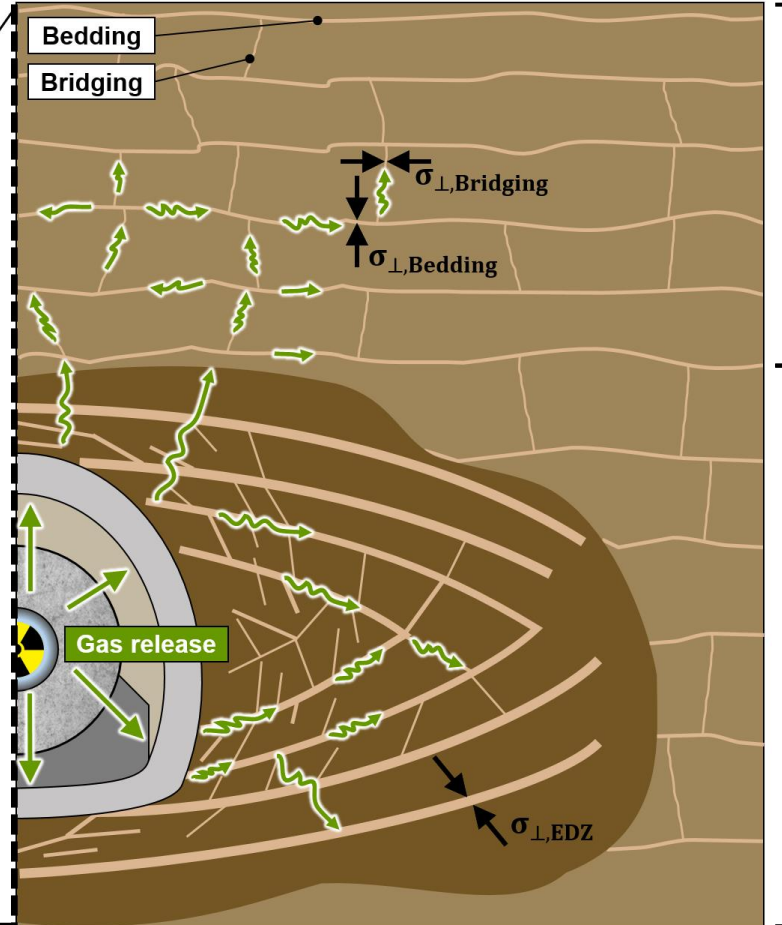 Bedding
Bridging
σ⊥,Bridging
σ⊥,Bedding
Gas release
σ⊥,EDZ